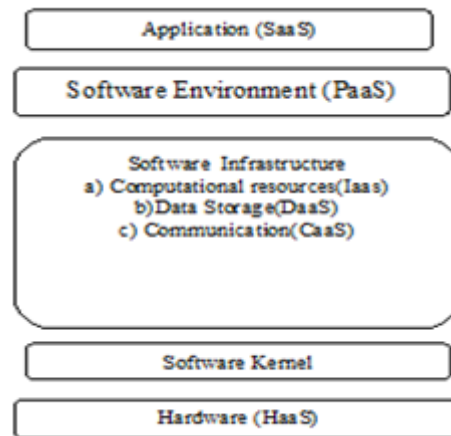 Application (SaaS)
Software Environment (PaaS)
Software Infrastructure
a) Computational resources(Iaas)
b)Data Storage(DaaS)
c) Communication(CaaS)
Software Kernel
Hardware (HaaS)